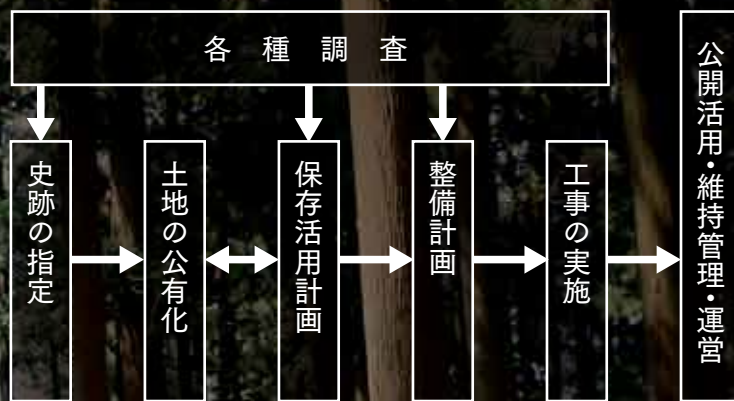 各種調査
史跡の指定
土地の公有化
保存活用計画
整備計画
工事の実施
公開活用・維持管理・運営